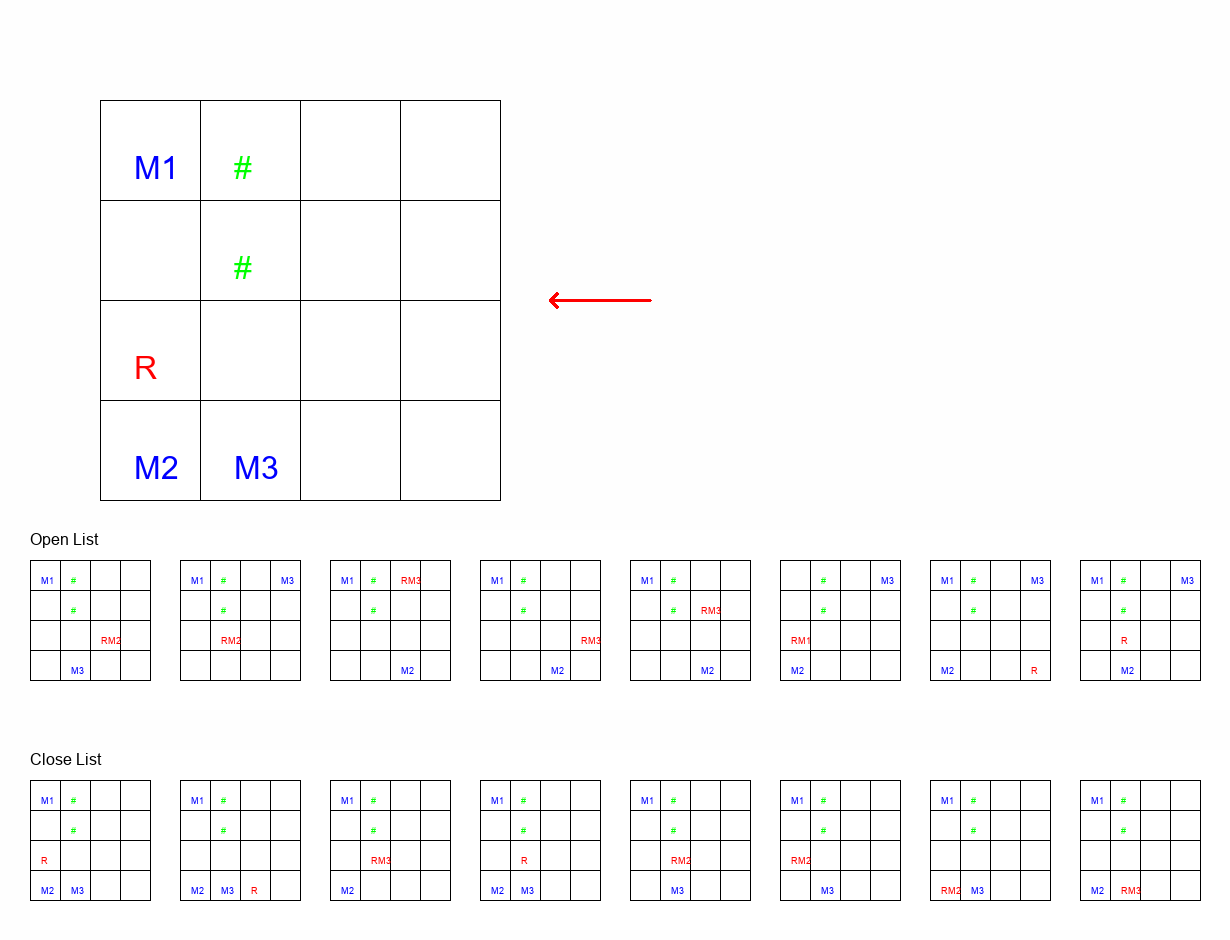 M1 #
#
R
M2 M3
Open List
M1 # M1 # M3 M1 # RM3 M1 # M1 # # M3 M1 # M3 M1 # M3
# # # # # RM3 # # #
RM2 RM2 RM3 RM1 R
M3 M2 M2 M2 M2 M2 R M2
Close List
M1 # M1 # M1 # M1 # M1 # M1 # M1 # M1 #
# # # # # # # #
R RM3 R RM2 RM2
M2 M3 M2 M3 R M2 M2 M3 M3 M3 RM2 M3 M2 RM3